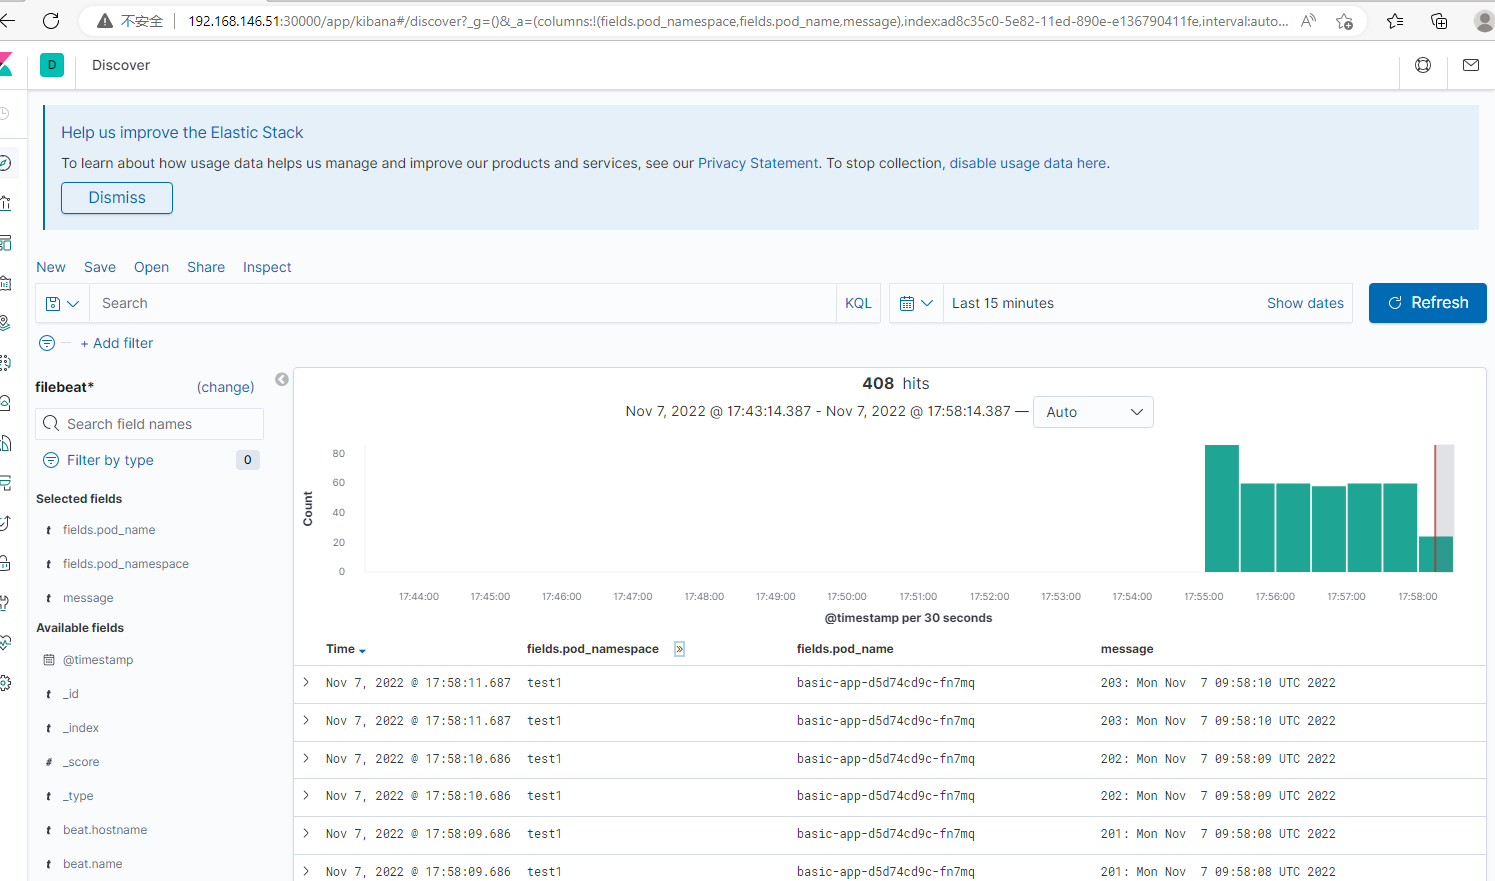 不安全 192.168.146.51:30000/app/kibana#/discover?_g=()&_a=(columns:!(fields.pod_namespace,fields.pod_name,message),index:ad8c35c0-5e82-11ed-890e-e136790411fe,interval:auto...
D Discover
Help us improve the Elastic Stack
To learn about how usage data helps us manage and improve our products and services, see our Privacy Statement. To stop collection, disable usage data here.
Dismiss
New Save Open Share Inspect
Search KQL Last 15 minutes Show dates Refresh
+ Add filter
filebeat* (change)
Search field names
Filter by type 0
Selected fields
t fields.pod_name
t fields.pod_namespace
t message
Available fields
@timestamp
t _id
t _index
# _score
t _type
t beat.hostname
t beat.name
408 hits
Nov 7, 2022 @ 17:43:14.387 - Nov 7, 2022 @ 17:58:14.387 — Auto
Count
80
60
40
20
0
17:44:00 17:45:00 17:46:00 17:47:00 17:48:00 17:49:00 17:50:00 17:51:00 17:52:00 17:53:00 17:54:00 17:55:00 17:56:00 17:57:00 17:58:00
@timestamp per 30 seconds
Time fields.pod_namespace » fields.pod_name message
Nov 7, 2022 @ 17:58:11.687 test1 basic-app-d5d74cd9c-fn7mq 203: Mon Nov  7 09:58:10 UTC 2022
Nov 7, 2022 @ 17:58:11.687 test1 basic-app-d5d74cd9c-fn7mq 203: Mon Nov  7 09:58:10 UTC 2022
Nov 7, 2022 @ 17:58:10.686 test1 basic-app-d5d74cd9c-fn7mq 202: Mon Nov  7 09:58:09 UTC 2022
Nov 7, 2022 @ 17:58:10.686 test1 basic-app-d5d74cd9c-fn7mq 202: Mon Nov  7 09:58:09 UTC 2022
Nov 7, 2022 @ 17:58:09.686 test1 basic-app-d5d74cd9c-fn7mq 201: Mon Nov  7 09:58:08 UTC 2022
Nov 7, 2022 @ 17:58:09.686 test1 basic-app-d5d74cd9c-fn7mq 201: Mon Nov  7 09:58:08 UTC 2022